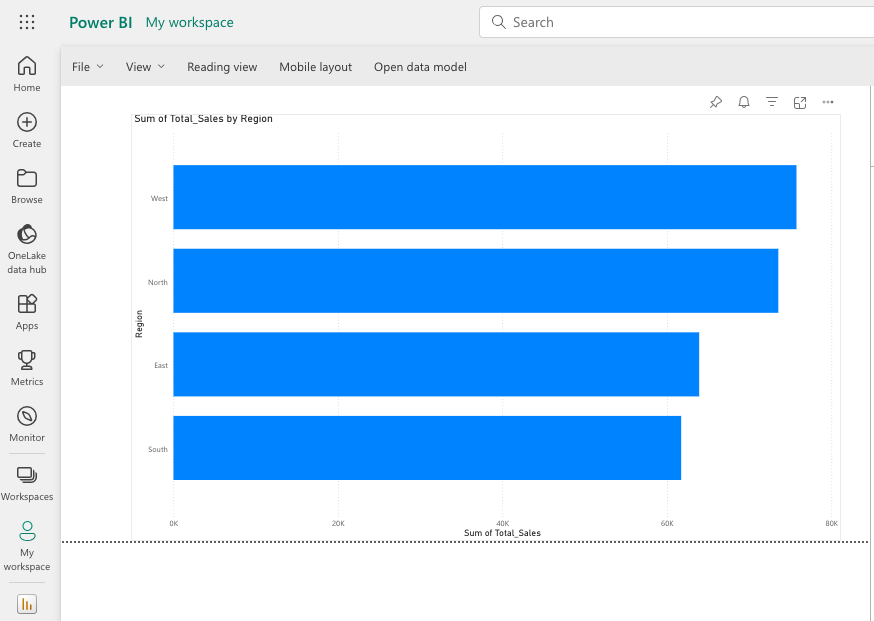 Power BI My workspace
Search
File
View
Reading view
Mobile layout
Open data model
Home
Create
Browse
OneLake
data hub
Apps
Metrics
Monitor
Workspaces
My
workspace
Sum of Total_Sales by Region
Region
West
North
East
South
0K
20K
40K
60K
80K
Sum of Total_Sales